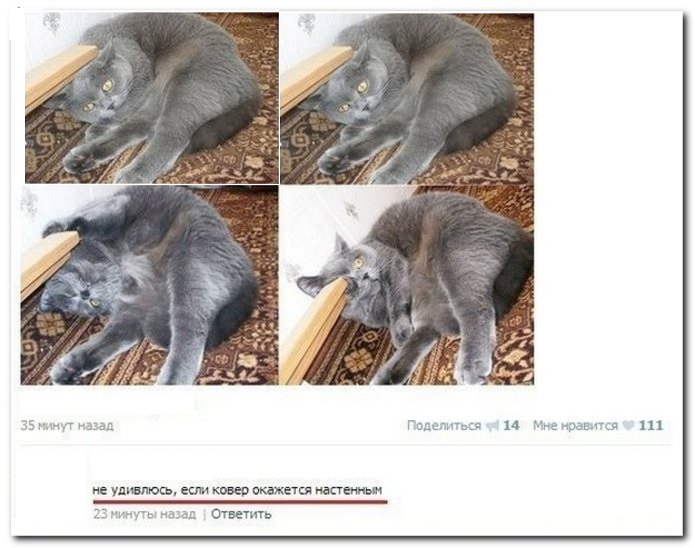 35 минут назад Поделиться 14 Мне нравится 111
не удивлюсь, если ковер окажется настенным
23 минуты назад | Ответить